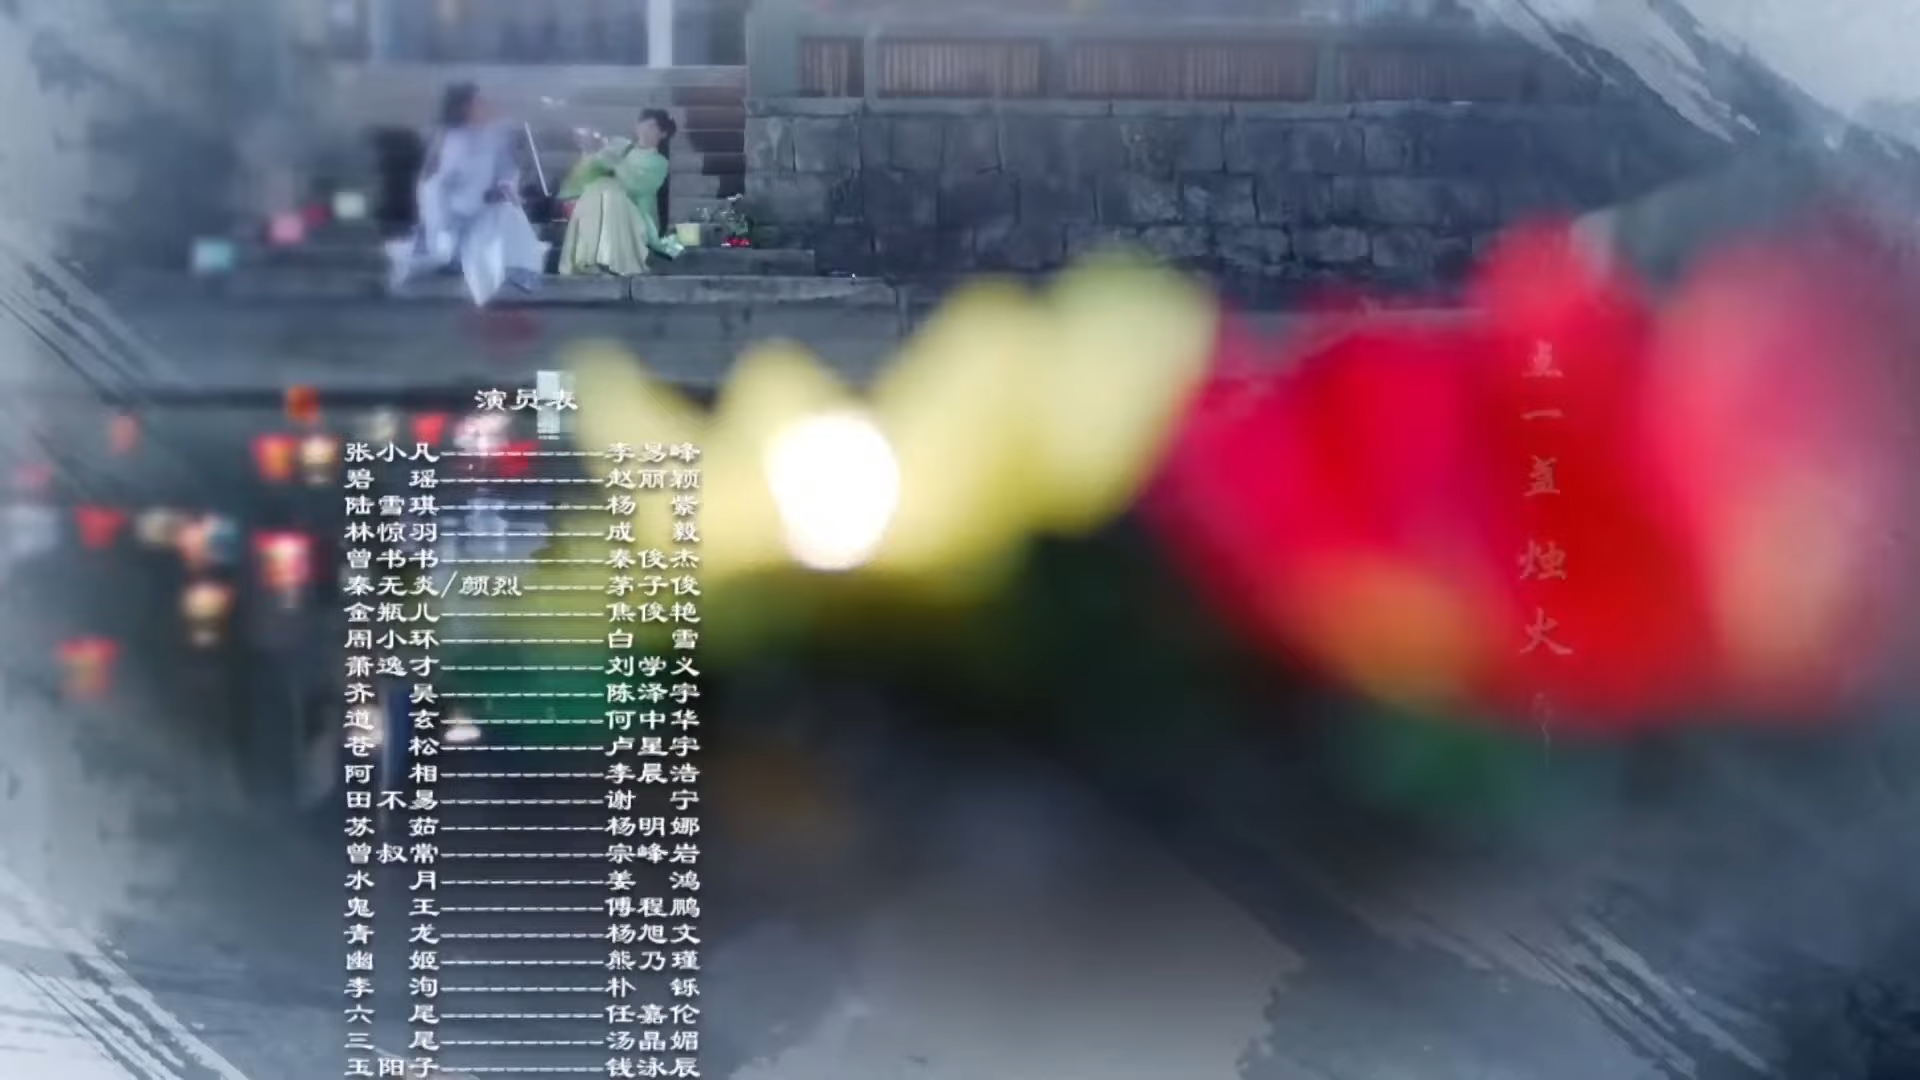 演员表
张小凡----------李易峰
碧 瑶----------赵丽颖
陆雪琪----------杨 紫
林惊羽----------成 毅
曾书书----------秦俊杰
秦无炎/颜烈-----茅子俊
金瓶儿----------焦俊艳
周小环----------白 雪
萧逸才----------刘学义
齐 昊----------陈泽宇
道 玄----------何中华
苍 松----------卢星宇
阿 相----------李晨浩
田不易----------谢 宁
苏 茹----------杨明娜
曾叔常----------宗峰岩
水 月----------姜 鸿
鬼 王----------傅程鹏
青 龙----------杨旭文
幽 姬----------熊乃瑾
李 洵----------朴 铄
六 尾----------任嘉伦
三 尾----------汤晶媚
玉阳子----------钱泳辰
点一盏烛火